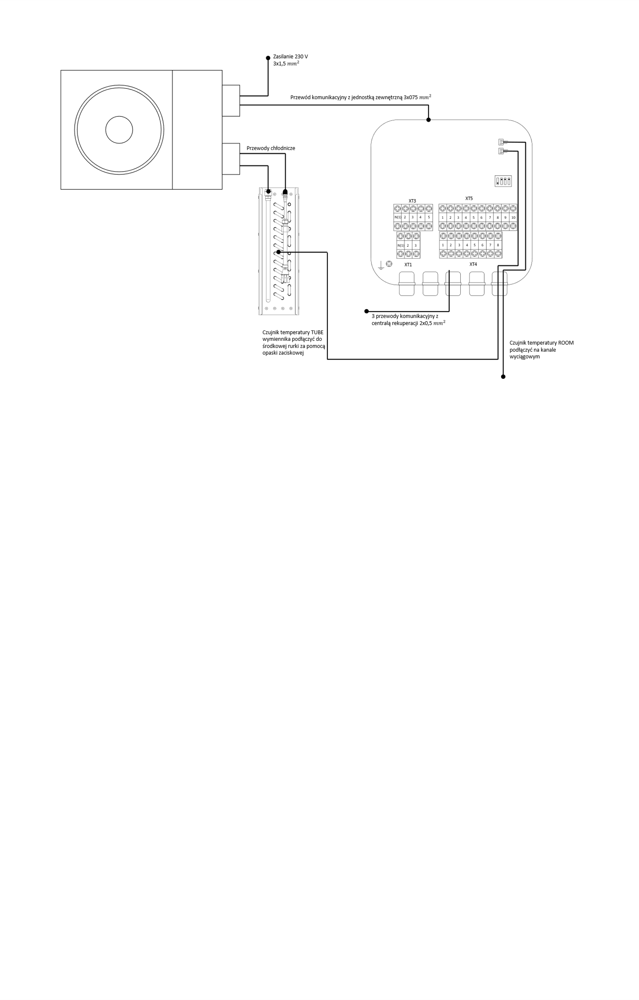 Zasilanie 230 V
3x1,5 mm²
Przewód komunikacyjny z jednostką zewnętrzną 3x075 mm²
Przewody chłodnicze
XT3
XT5
N(1) 2 3 4 5
1 2 3 4 5 6 7 8 9 10
N(1) 2 3
1 2 3 4 5 6 7 8
XT1
XT4
3 przewody komunikacyjny z
centralą rekuperacji 2x0,5 mm²
Czujnik temperatury TUBE
wymiennika podłączyć do
środkowej rurki za pomocą
opaski zaciskowej
Czujnik temperatury ROOM
podłączyć na kanale
wyciągowym